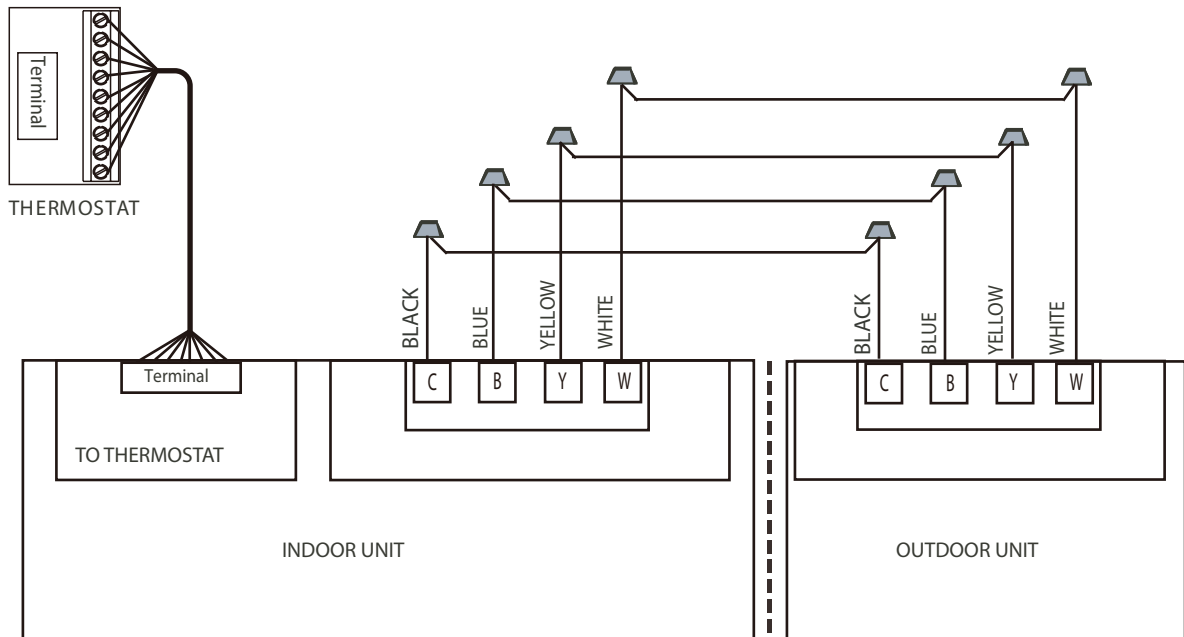 Terminal
THERMOSTAT
BLACK
BLUE
YELLOW
WHITE
BLACK
BLUE
YELLOW
WHITE
Terminal
C
B
Y
W
C
B
Y
W
TO THERMOSTAT
INDOOR UNIT
OUTDOOR UNIT